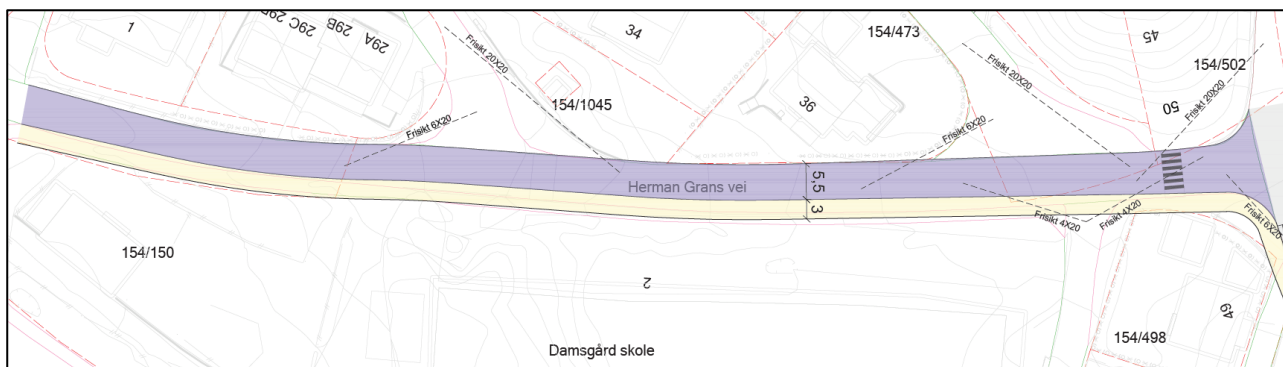 1
29C 29B
29B
29A
Frisikt 20X20
34
154/1045
Frisikt 6X20
154/473
36
Frisikt 6X20
Frisikt 20X20
45
154/502
50
Frisikt 20X20
Herman Grans vei
5,5
3
Frisikt 4X20
Frisikt 4X20
Frisikt 6X20
154/150
2
Damsgård skole
154/498
49